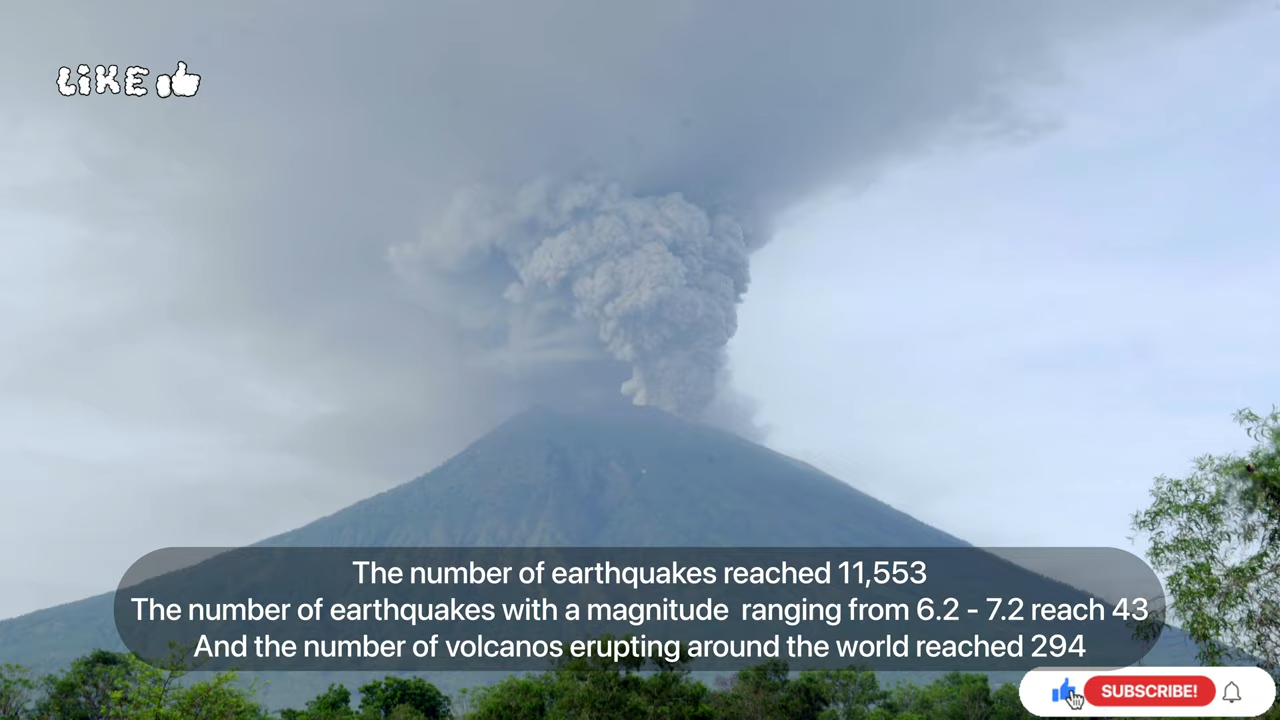 LIKE
The number of earthquakes reached 11,553
The number of earthquakes with a magnitude  ranging from 6.2 - 7.2 reach 43
And the number of volcanos erupting around the world reached 294
SUBSCRIBE!